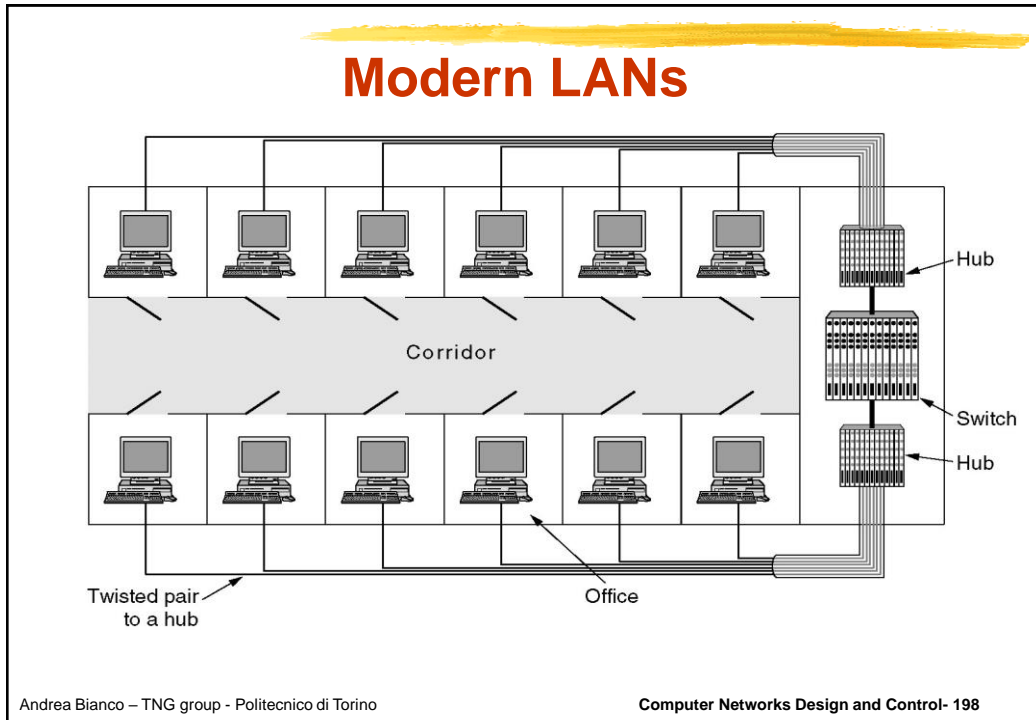 Modern LANs
Hub
Corridor
Switch
Hub
Twisted pair
to a hub
Office
Andrea Bianco – TNG group - Politecnico di Torino
Computer Networks Design and Control- 198